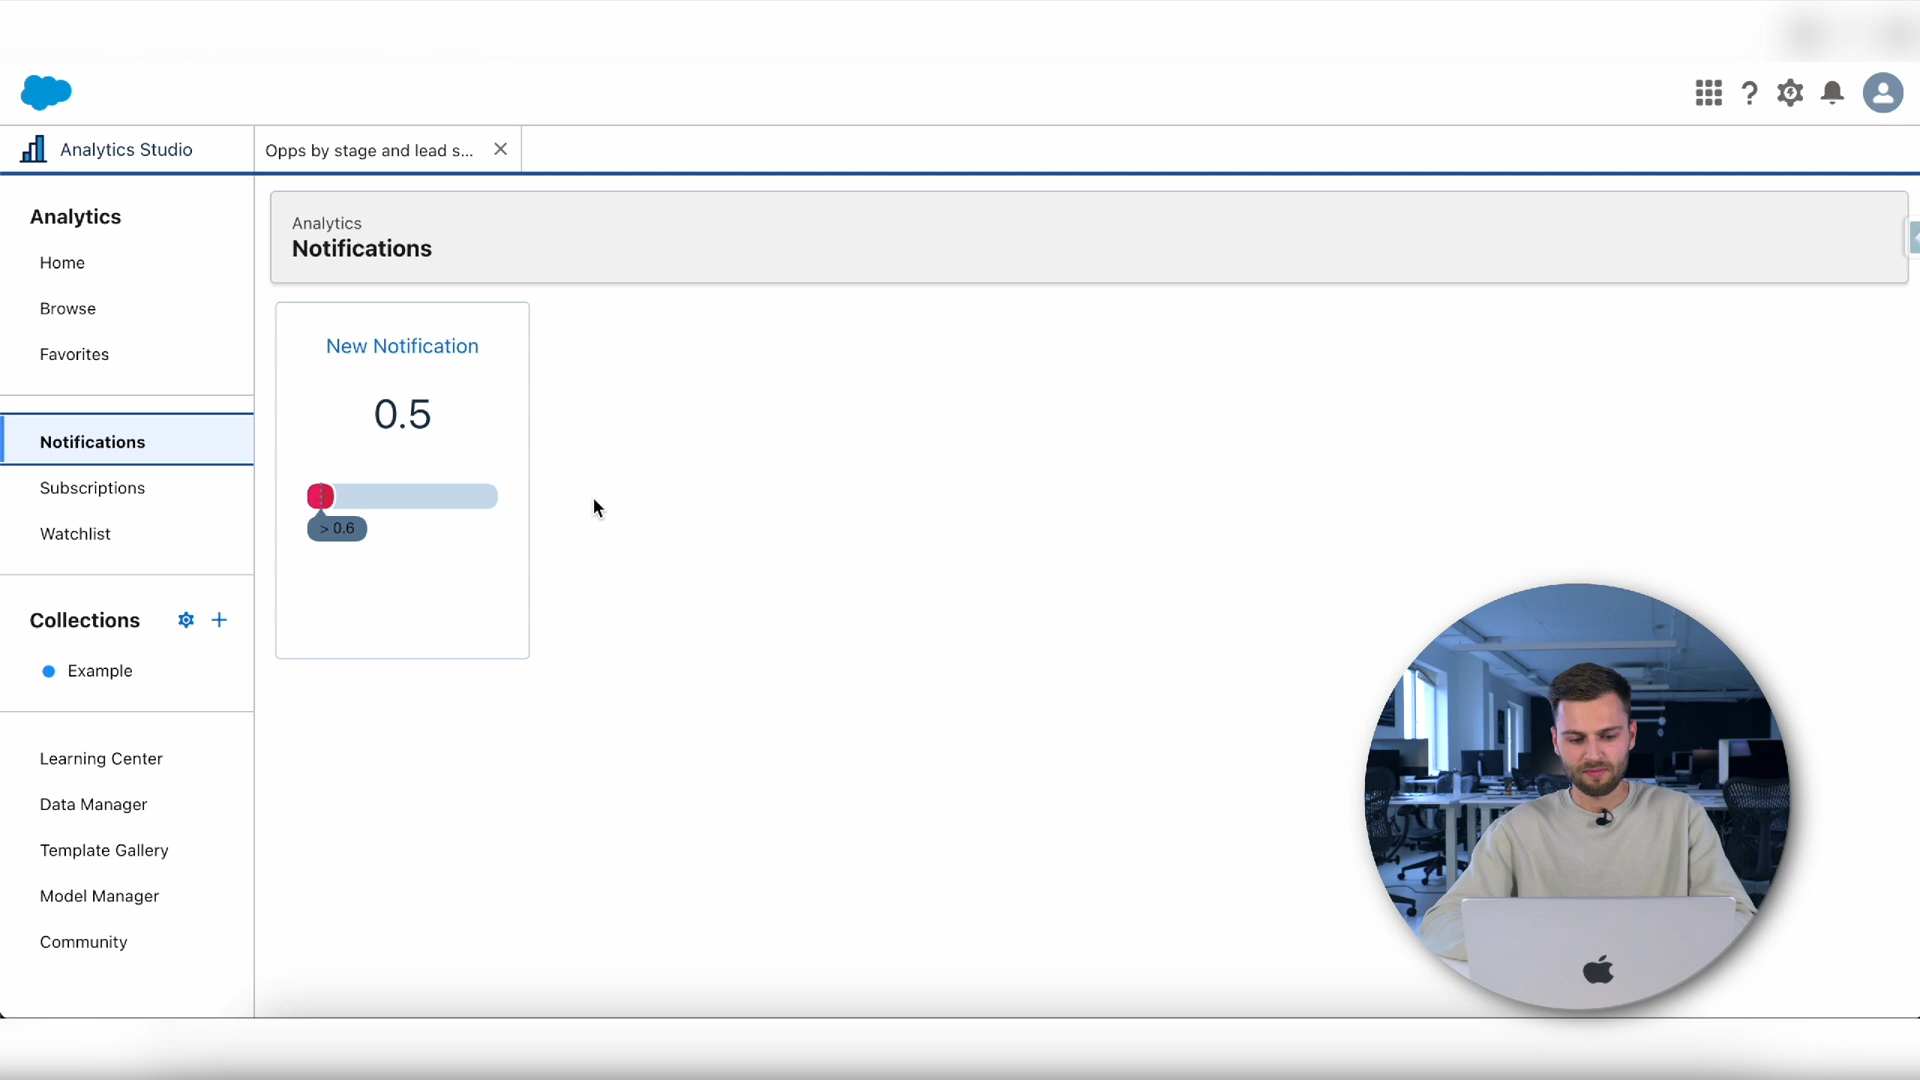 Analytics Studio
Opps by stage and lead s...
Analytics
Home
Browse
Favorites
Notifications
Subscriptions
Watchlist
Collections
Example
Learning Center
Data Manager
Template Gallery
Model Manager
Community
Analytics
Notifications
New Notification
0.5
> 0.6